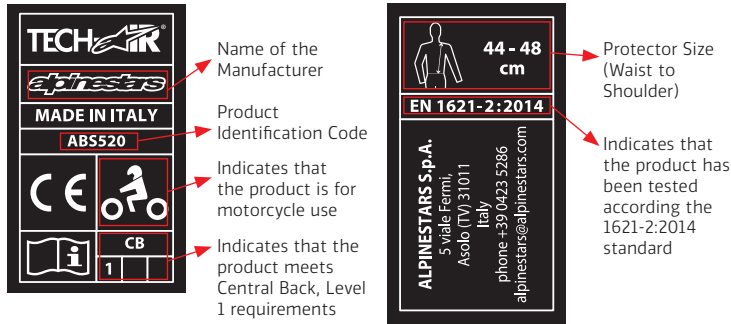 TECH-AIR
alpinestars
MADE IN ITALY
ABS520
CE
i
CB
1
Name of the
Manufacturer
Product
Identification Code
Indicates that
the product is for
motorcycle use
Indicates that the
product meets
Central Back, Level
1 requirements
44 - 48
cm
EN 1621-2:2014
ALPINESTARS S.p.A.
5 viale Fermi,
Asolo (TV) 31011
Italy
phone +39 0423 5286
alpinestars@alpinestars.com
Protector Size
(Waist to
Shoulder)
Indicates that
the product has
been tested
according the
1621-2:2014
standard